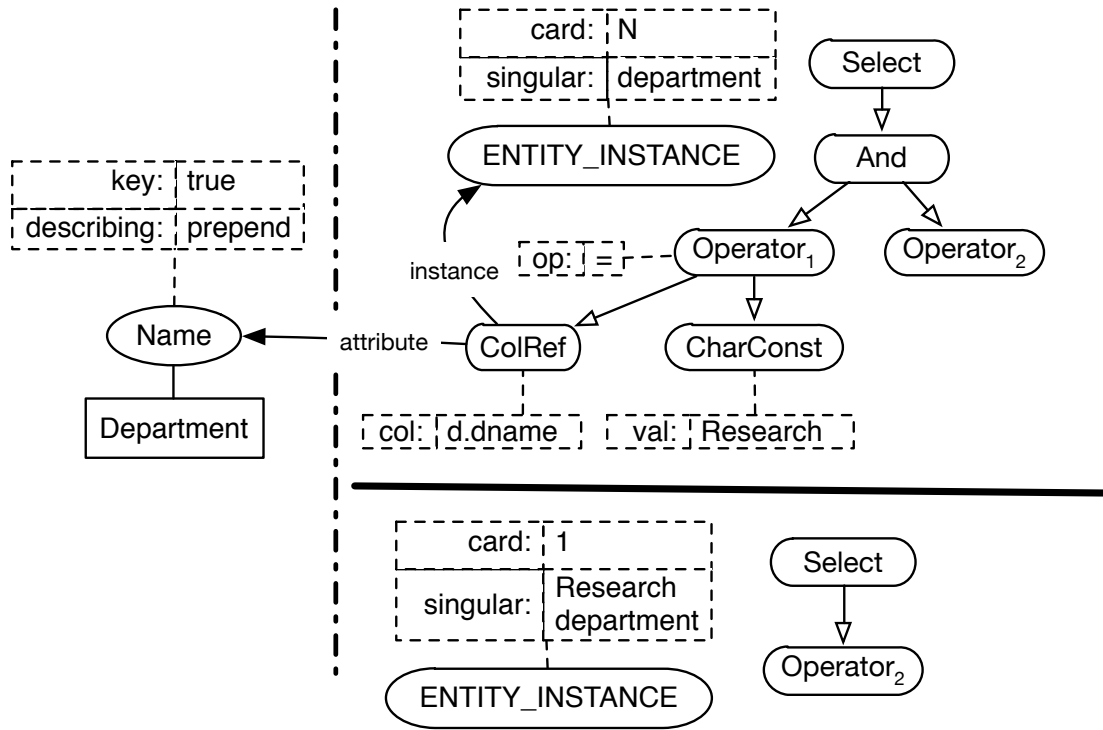 card: N
singular: department
Select
ENTITY_INSTANCE
And
key: true
describing: prepend
op: =
Operator1
Operator2
instance
Name
attribute
ColRef
CharConst
Department
col: d.dname
val: Research
card: 1
singular: Research
department
Select
ENTITY_INSTANCE
Operator2